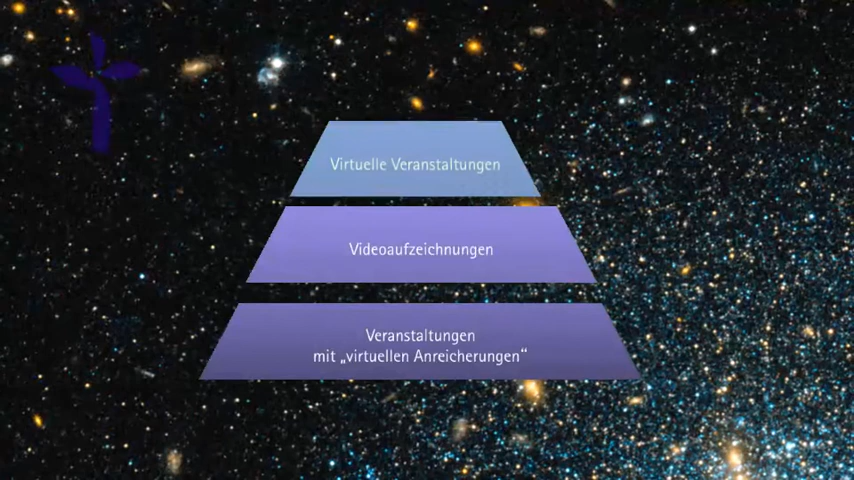 Virtuelle Veranstaltungen
Videoaufzeichnungen
Veranstaltungen
mit „virtuellen Anreicherungen“